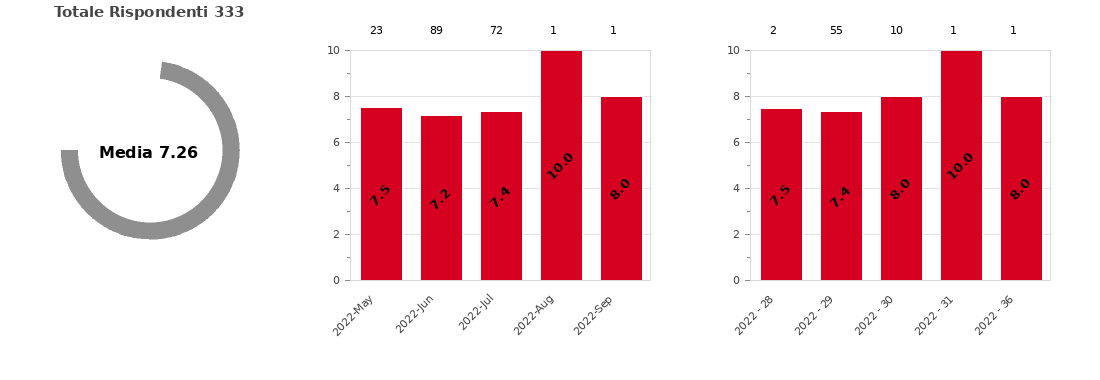 Totale Rispondenti 333
Media 7.26
23 89 72 1 1
10
8
6
4
2
0
7.5 7.2 7.4 10.0 8.0
2022-May 2022-Jun 2022-Jul 2022-Aug 2022-Sep
2 55 10 1 1
10
8
6
4
2
0
7.5 7.4 8.0 10.0 8.0
2022 - 28 2022 - 29 2022 - 30 2022 - 31 2022 - 36